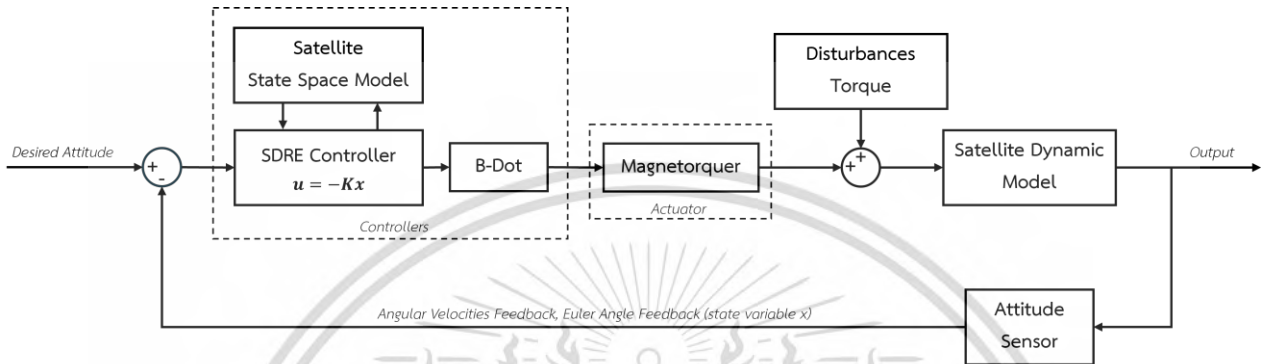 Satellite
State Space Model
Disturbances
Torque
Desired Attitude
+
-
SDRE Controller
u = −Kx
B-Dot
Magnetorquer
+
+
Satellite Dynamic
Model
Output
Controllers
Actuator
Angular Velocities Feedback, Euler Angle Feedback (state variable x)
Attitude
Sensor